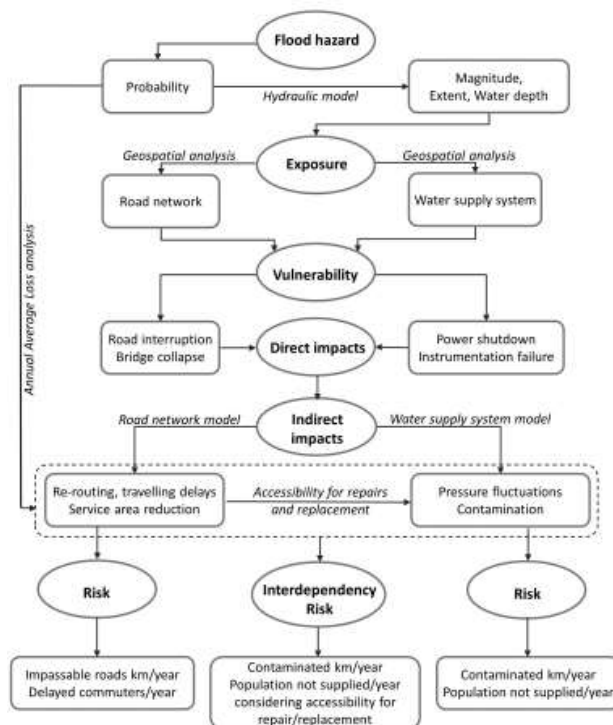 Flood hazard
Probability
Hydraulic model
Magnitude,
Extent, Water depth
Geospatial analysis
Exposure
Geospatial analysis
Road network
Water supply system
Annual Average Loss analysis
Vulnerability
Road interruption
Bridge collapse
Direct impacts
Power shutdown
Instrumentation failure
Road network model
Indirect
impacts
Water supply system model
Re-routing, travelling delays
Service area reduction
Accessibility for repairs
and replacement
Pressure fluctuations
Contamination
Risk
Interdependency
Risk
Risk
Impassable roads km/year
Delayed commuters/year
Contaminated km/year
Population not supplied/year
considering accessibility for
repair/replacement
Contaminated km/year
Population not supplied/year